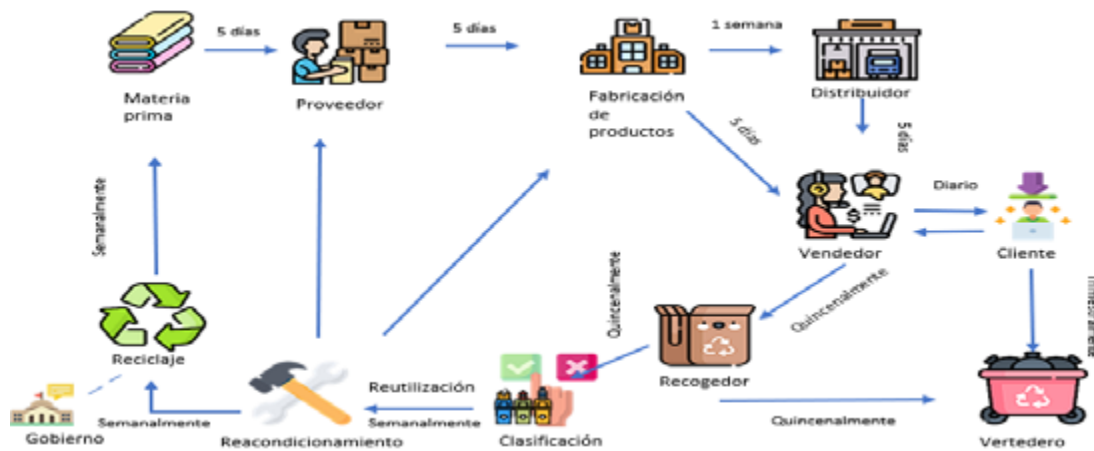 5 días
5 días
1 semana
Materia
prima
Proveedor
Fabricación
de
productos
Distribuidor
5 días
5 días
Diario
Vendedor
Cliente
Semanalmente
Quincenalmente
Quincenalmente
Reciclaje
Recogedor
Reutilización
Gobierno
Semanalmente
Reacondicionamiento
Semanalmente
Clasificación
Quincenalmente
Vertedero